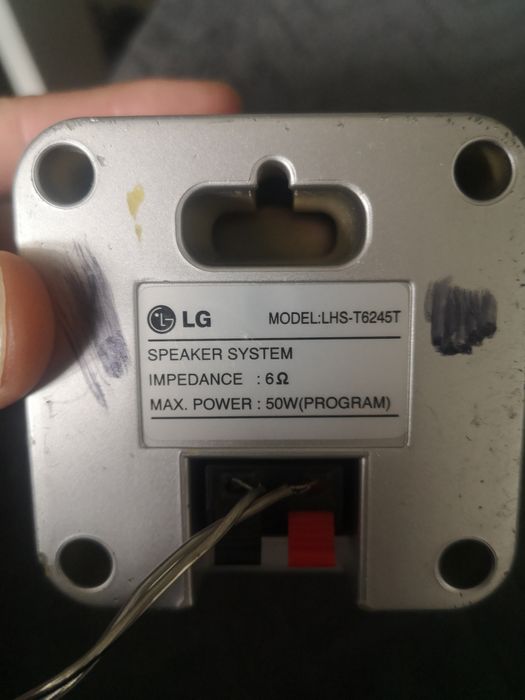 LG MODEL:LHS-T6245T
SPEAKER SYSTEM
IMPEDANCE : 6Ω
MAX. POWER : 50W(PROGRAM)